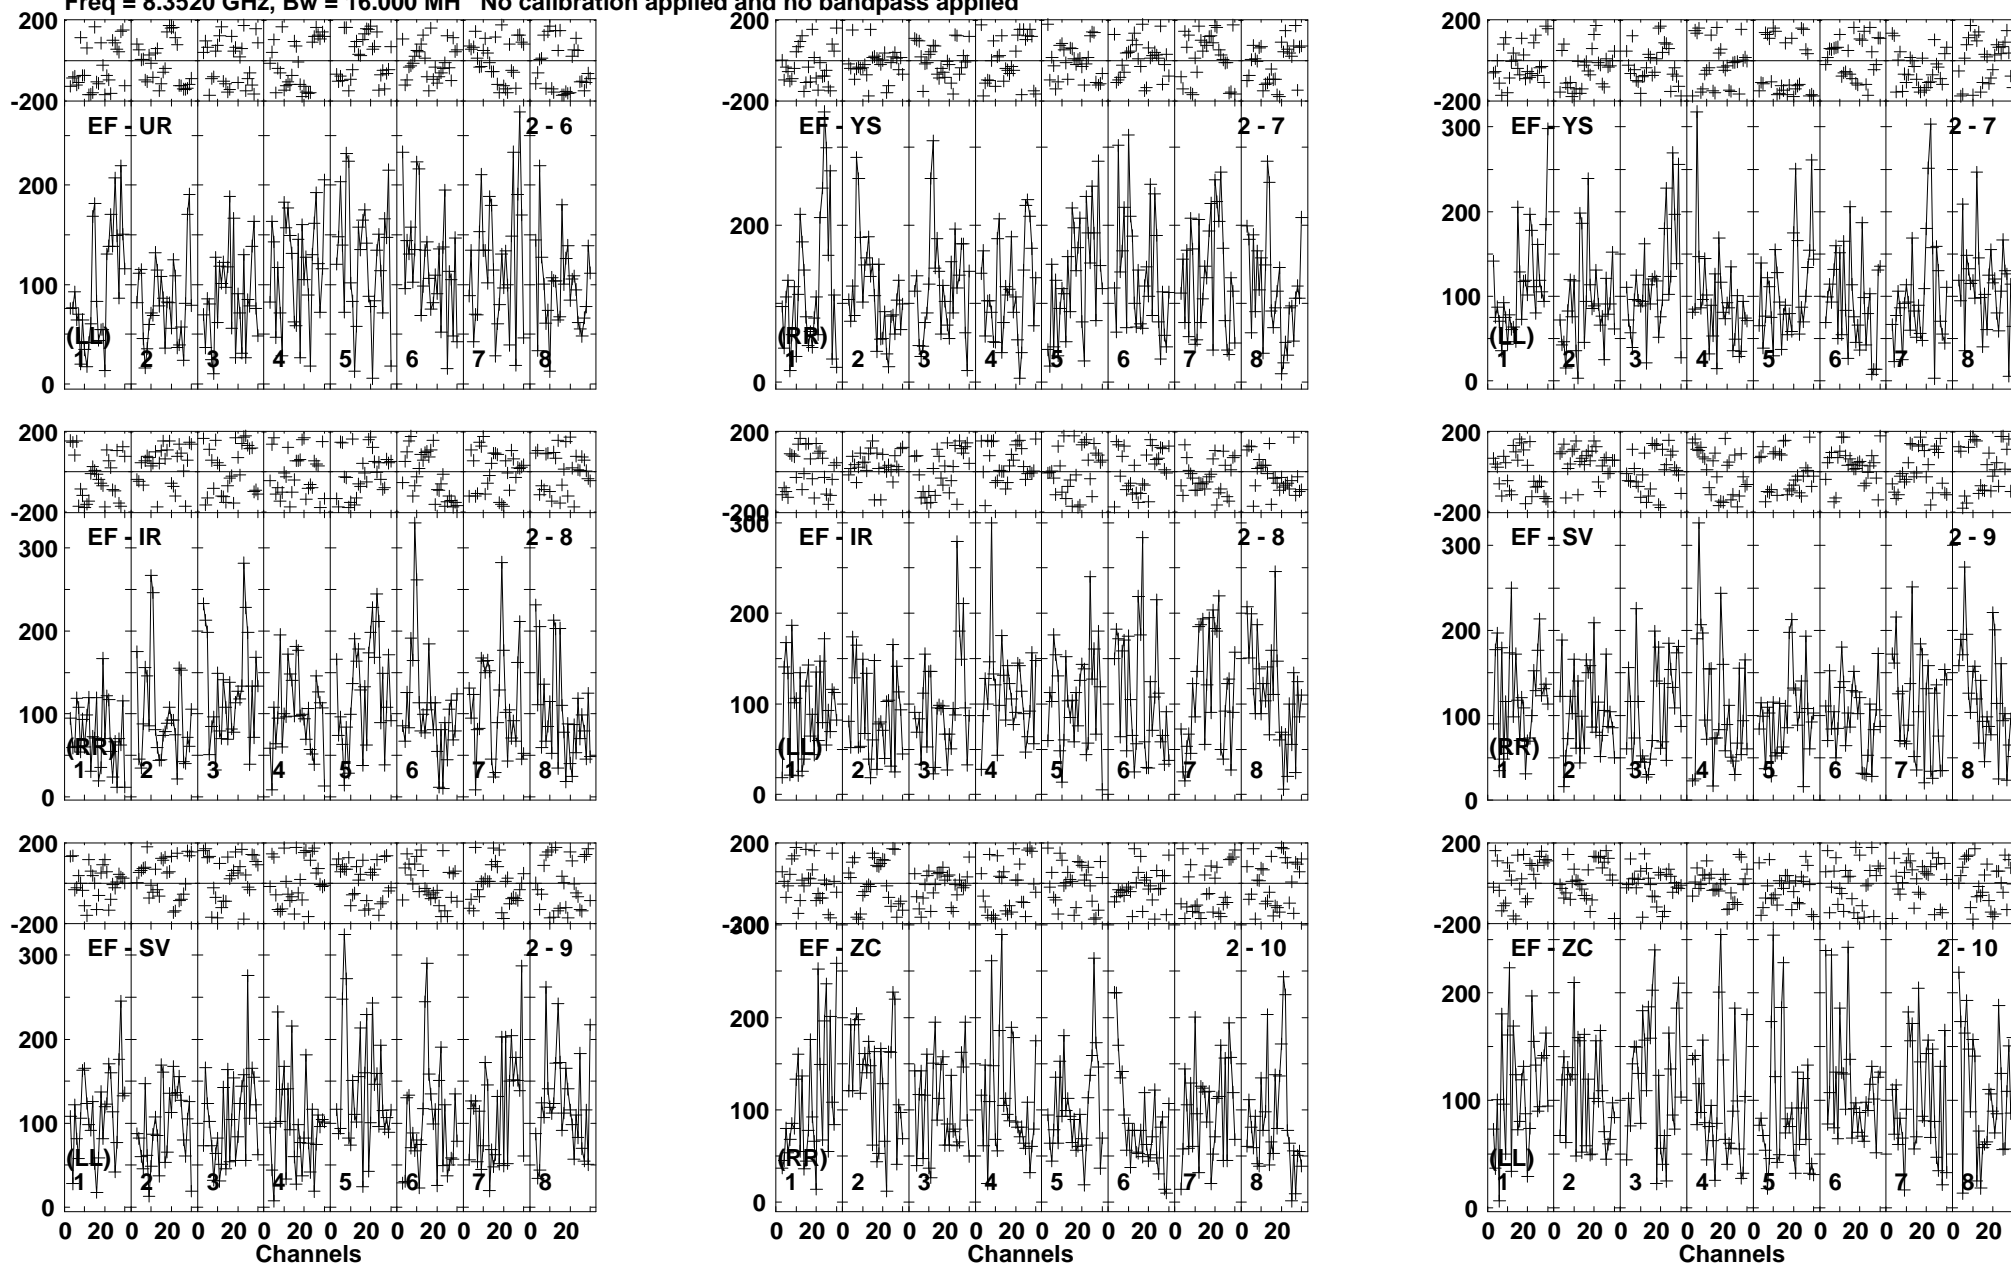 Freq = 8.3520 GHz, Bw = 16.000 MH No calibration applied and no bandpass applied
200 200 200
-200 -200 -200
EF - UR 2 - 6 EF - YS 2 - 7 EF - YS 2 - 7
300
200 200 200
100 100
(LL) (RR) (LL)
1 2 3 4 5 6 7 8 1 2 3 4 5 6 7 8 1 2 3 4 5 6 7 8
0 0 0
200 200 200
-200 -200 -200
EF - IR 2 - 8 EF - IR 2 - 8 EF - SV 2 - 9
300 300 300
200 200 200
100 100 100
(RR) (LL) (RR)
1 2 3 4 5 6 7 8 1 2 3 4 5 6 7 8 1 2 3 4 5 6 7 8
0 0 0
200 200 200
-200 -200 -200
EF - SV 2 - 9 EF - ZC 2 - 10 EF - ZC 2 - 10
300 300
200 200 200
100 100 100
(LL) (RR) (LL)
1 2 3 4 5 6 7 8 1 2 3 4 5 6 7 8 1 2 3 4 5 6 7 8
0 0 0
0 20 0 20 0 20 0 20 0 20 0 20 0 20 0 20 0 20 0 20 0 20 0 20 0 20 0 20 0 20 0 20 0 20 0 20 0 20 0 20 0 20 0 20 0 20 0 20
Channels Channels Channels